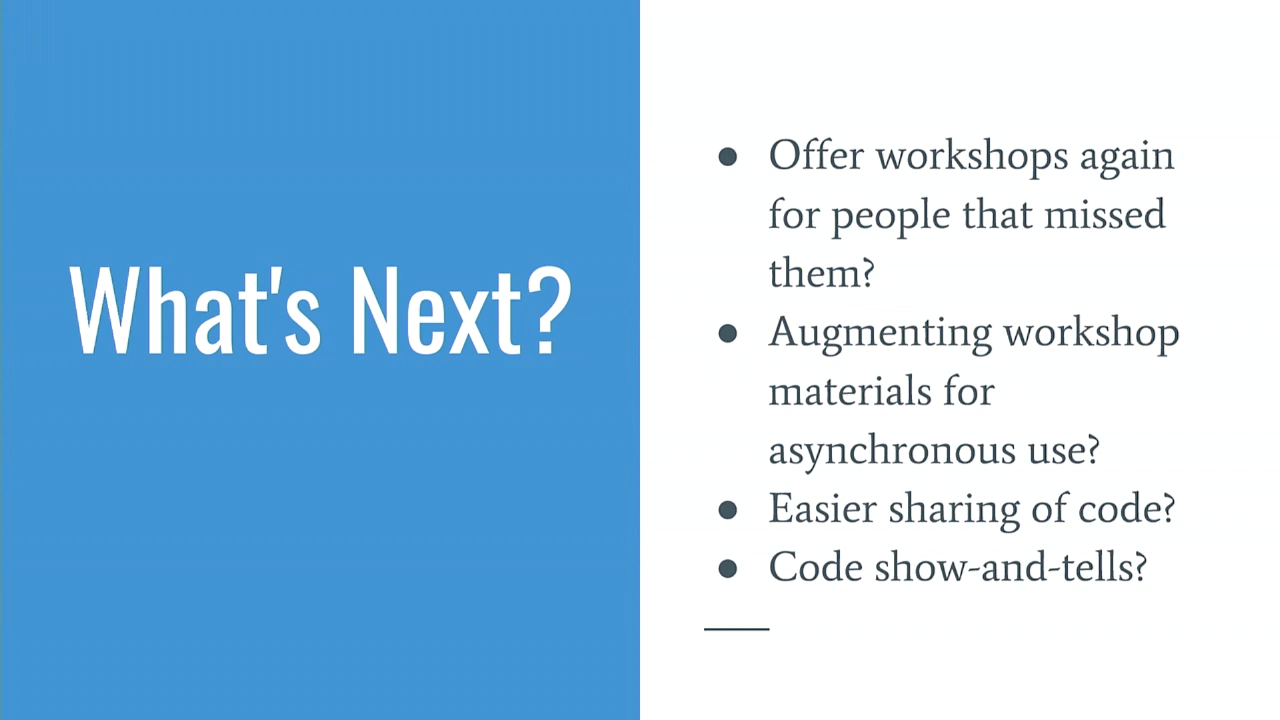 What's Next?
● Offer workshops again
for people that missed
them?
● Augmenting workshop
materials for
asynchronous use?
● Easier sharing of code?
● Code show-and-tells?